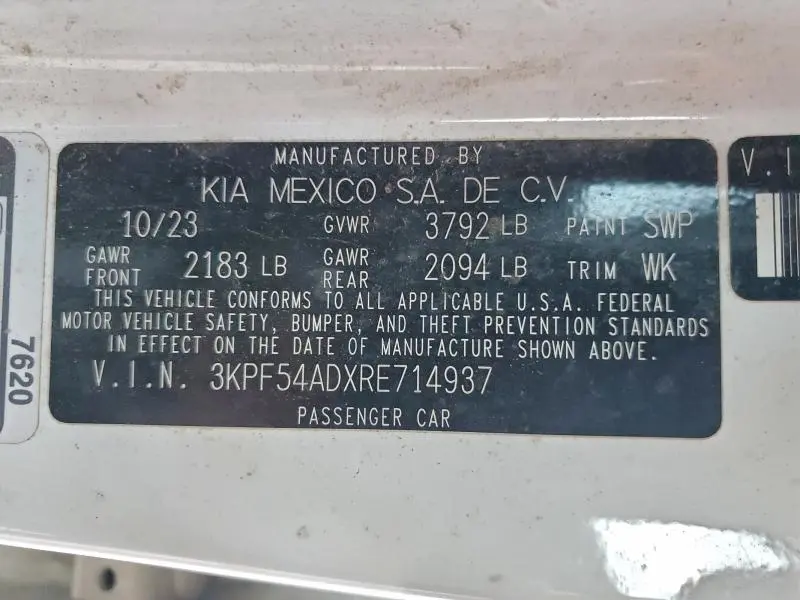 MANUFACTURED BY
KIA MEXICO S.A. DE C.V.
10/23 GVWR 3792 LB PAINT SWP
GAWR FRONT 2183 LB GAWR REAR 2094 LB TRIM WK
THIS VEHICLE CONFORMS TO ALL APPLICABLE U.S.A. FEDERAL
MOTOR VEHICLE SAFETY, BUMPER, AND THEFT PREVENTION STANDARDS
IN EFFECT ON THE DATE OF MANUFACTURE SHOWN ABOVE.
V.I.N. 3KPF54ADXRE714937
PASSENGER CAR
7620
V.I